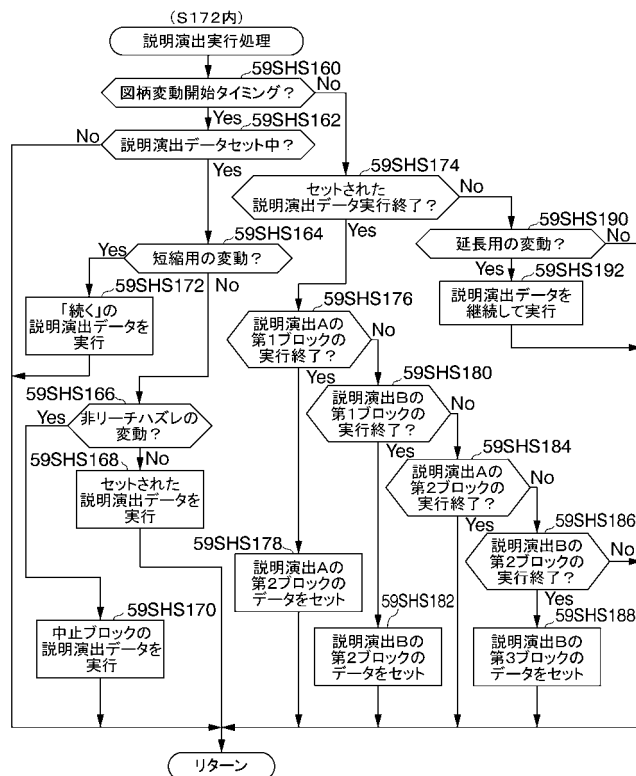 (S172内)
説明演出実行処理
59SHS160
図柄変動開始タイミング?
No
Yes
59SHS162
No
説明演出データセット中?
Yes
59SHS174
セットされた
説明演出データ実行終了?
No
Yes
59SHS190
延長用の変動?
No
Yes
59SHS192
説明演出データを
継続して実行
59SHS164
短縮用の変動?
Yes
No
59SHS172
「続く」の
説明演出データを
実行
59SHS176
説明演出Aの
第1ブロックの
実行終了?
No
Yes
59SHS180
説明演出Bの
第1ブロックの
実行終了?
No
Yes
59SHS166
非リーチハズレの
変動?
Yes
No
59SHS168
セットされた
説明演出データを
実行
59SHS184
説明演出Aの
第2ブロックの
実行終了?
No
Yes
59SHS186
説明演出Bの
第2ブロックの
実行終了?
No
Yes
59SHS178
説明演出Aの
第2ブロックの
データをセット
59SHS170
中止ブロックの
説明演出データを
実行
59SHS182
説明演出Bの
第2ブロックの
データをセット
59SHS188
説明演出Bの
第3ブロックの
データをセット
リターン